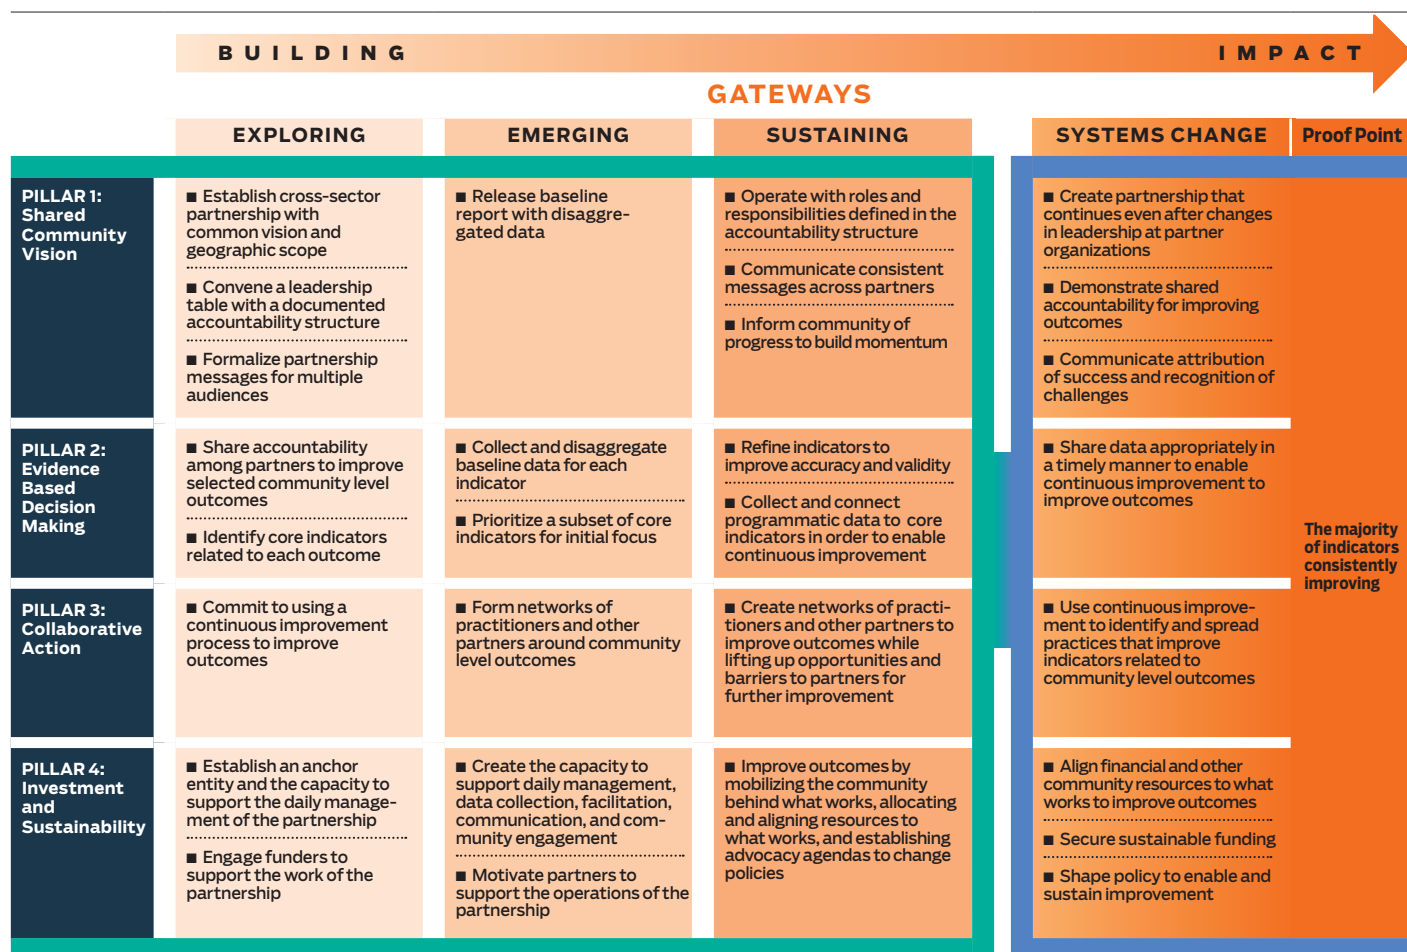 BUILDING IMPACT
GATEWAYS
EXPLORING
EMERGING
SUSTAINING
SYSTEMS CHANGE
Proof Point
PILLAR 1:
Shared
Community
Vision
■ Establish cross-sector
partnership with
common vision and
geographic scope
■ Convene a leadership
table with a documented
accountability structure
■ Formalize partnership
messages for multiple
audiences
■ Release baseline
report with disaggre-
gated data
■ Operate with roles and
responsibilities defined in the
accountability structure
■ Communicate consistent
messages across partners
■ Inform community of
progress to build momentum
■ Create partnership that
continues even after changes
in leadership at partner
organizations
■ Demonstrate shared
accountability for improving
outcomes
■ Communicate attribution
of success and recognition of
challenges
PILLAR 2:
Evidence
Based
Decision
Making
■ Share accountability
among partners to improve
selected community level
outcomes
■ Identify core indicators
related to each outcome
■ Collect and disaggregate
baseline data for each
indicator
■ Prioritize a subset of core
indicators for initial focus
■ Refine indicators to
improve accuracy and validity
■ Collect and connect
programmatic data to core
indicators in order to enable
continuous improvement
■ Share data appropriately in
a timely manner to enable
continuous improvement to
improve outcomes
The majority
of indicators
consistently
improving
PILLAR 3:
Collaborative
Action
■ Commit to using a
continuous improvement
process to improve
outcomes
■ Form networks of
practitioners and other
partners around community
level outcomes
■ Create networks of practi-
tioners and other partners to
improve outcomes while
lifting up opportunities and
barriers to partners for
further improvement
■ Use continuous improve-
ment to identify and spread
practices that improve
indicators related to
community level outcomes
PILLAR 4:
Investment
and
Sustainability
■ Establish an anchor
entity and the capacity to
support the daily manage-
ment of the partnership
■ Engage funders to
support the work of the
partnership
■ Create the capacity to
support daily management,
data collection, facilitation,
communication, and com-
munity engagement
■ Motivate partners to
support the operations of the
partnership
■ Improve outcomes by
mobilizing the community
behind what works, allocating
and aligning resources to
what works, and establishing
advocacy agendas to change
policies
■ Align financial and other
community resources to what
works to improve outcomes
■ Secure sustainable funding
■ Shape policy to enable and
sustain improvement